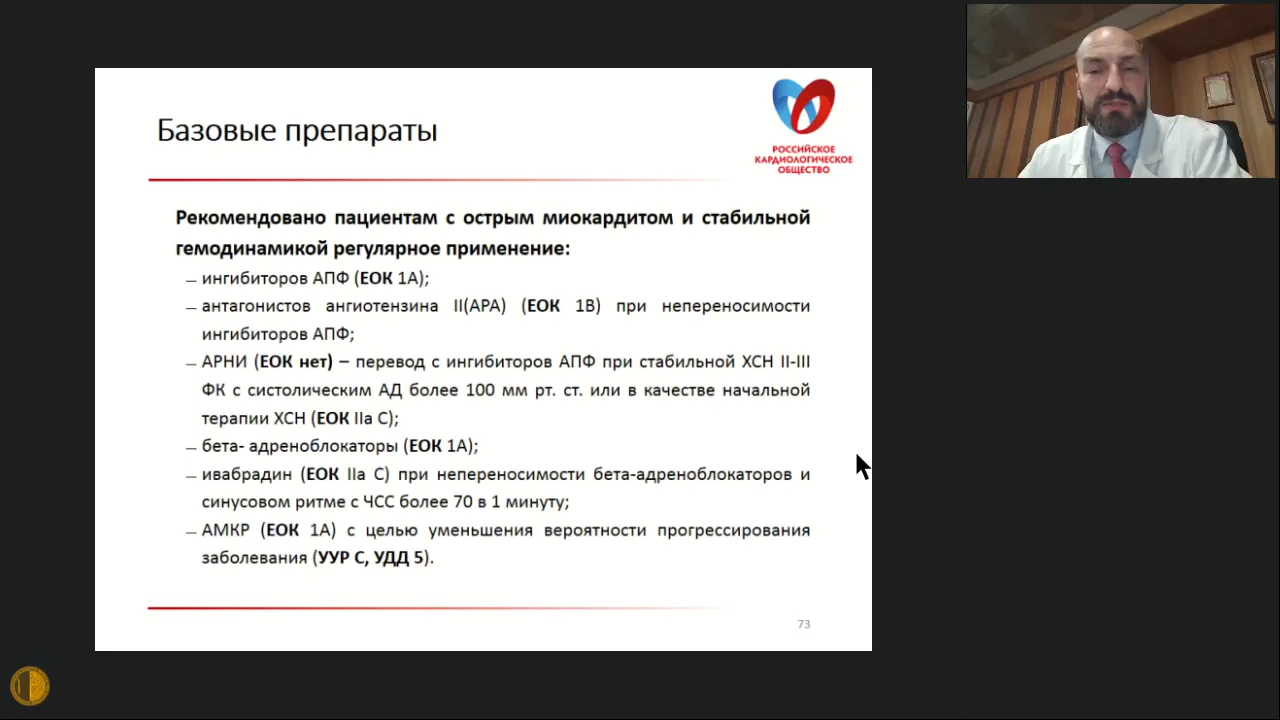 Базовые препараты
РОССИЙСКОЕ
КАРДИОЛОГИЧЕСКОЕ
ОБЩЕСТВО
Рекомендовано пациентам с острым миокардитом и стабильной
гемодинамикой регулярное применение:
— ингибиторов АПФ (ЕОК 1А);
— антагонистов ангиотензина II(АРА) (ЕОК 1В) при непереносимости
ингибиторов АПФ;
— АРНИ (ЕОК нет) – перевод с ингибиторов АПФ при стабильной ХСН II-III
ФК с систолическим АД более 100 мм рт. ст. или в качестве начальной
терапии ХСН (ЕОК IIa C);
— бета- адреноблокаторы (ЕОК 1А);
— ивабрадин (ЕОК IIa C) при непереносимости бета-адреноблокаторов и
синусовом ритме с ЧСС более 70 в 1 минуту;
— АМКР (ЕОК 1А) с целью уменьшения вероятности прогрессирования
заболевания (УУР С, УДД 5).
73